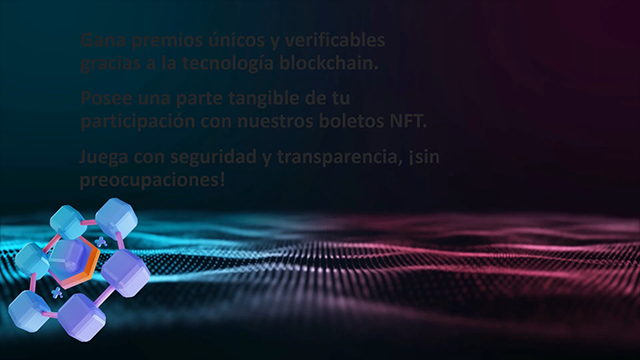 Gana premios únicos y verificables
gracias a la tecnología blockchain.
Posee una parte tangible de tu
participación con nuestros boletos NFT.
Juega con seguridad y transparencia, ¡sin
preocupaciones!